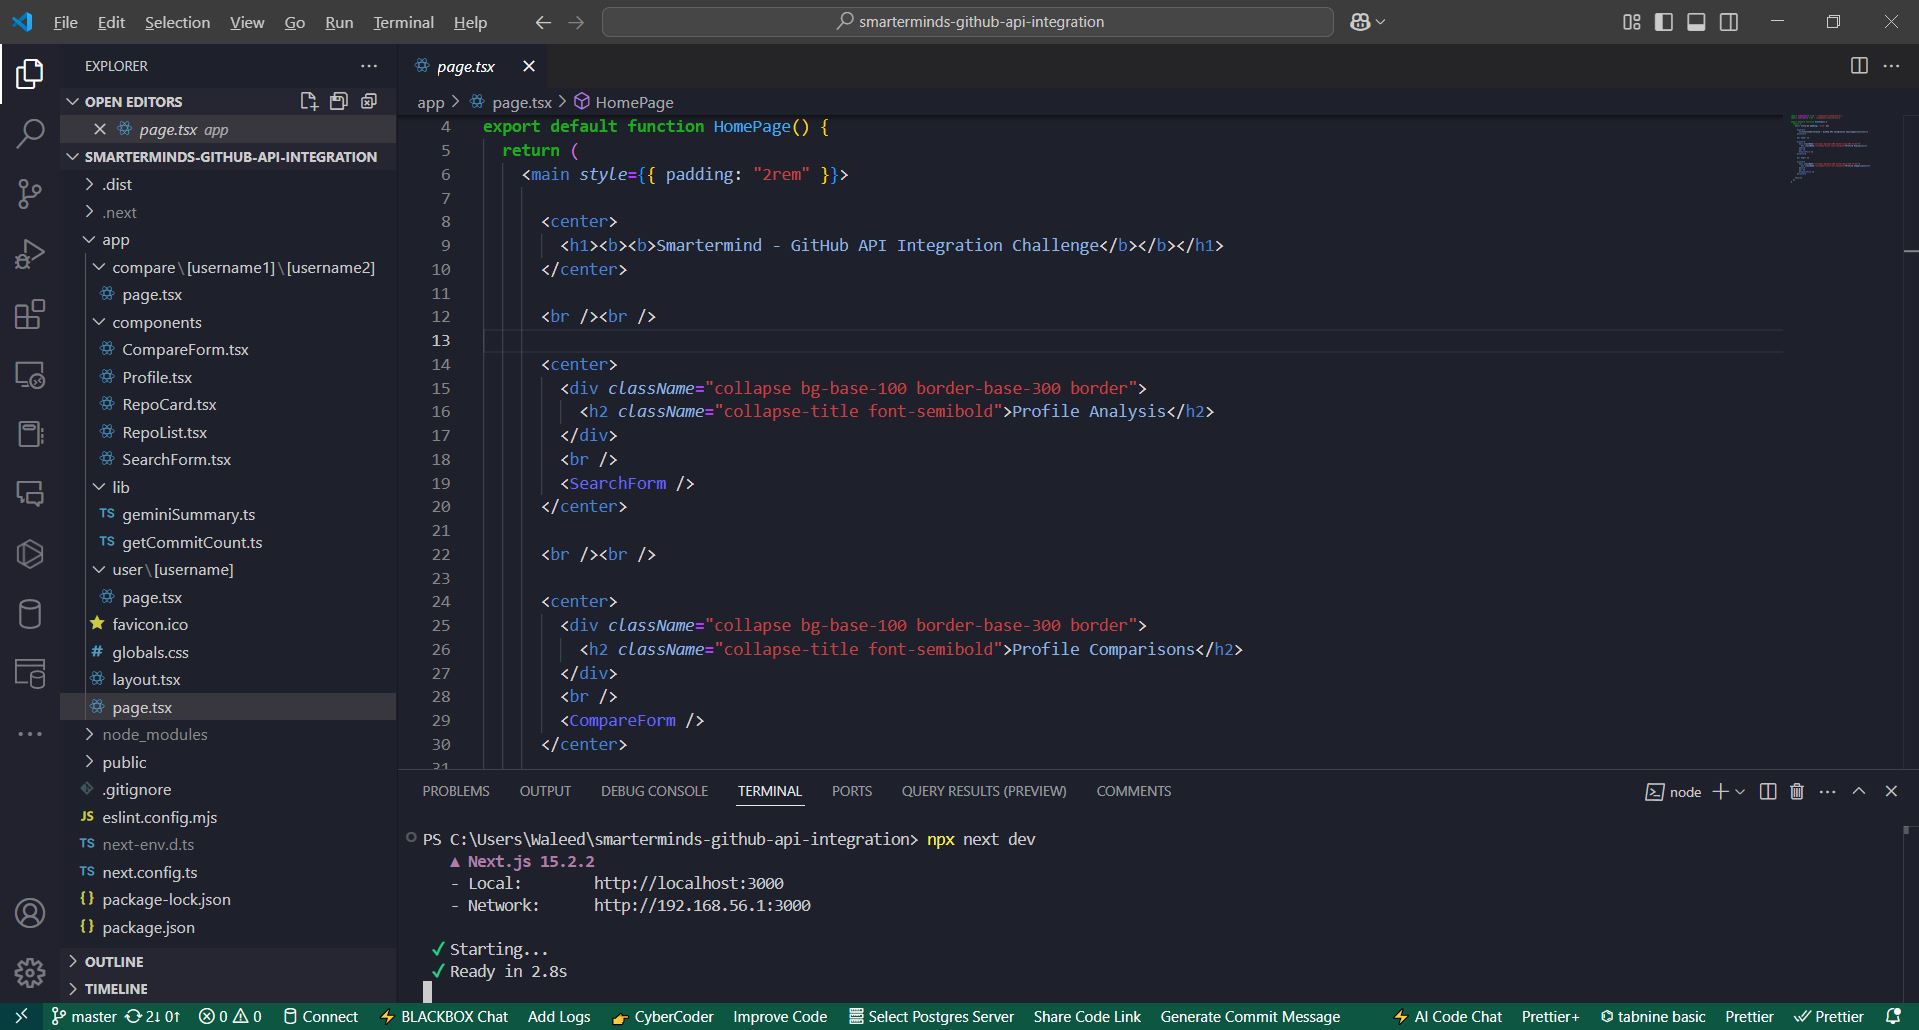 File Edit Selection View Go Run Terminal Help
smarterminds-github-api-integration
EXPLORER
OPEN EDITORS
page.tsx app
SMARTERMINDS-GITHUB-API-INTEGRATION
.dist
.next
app
compare\[username1]\[username2]
page.tsx
components
CompareForm.tsx
Profile.tsx
RepoCard.tsx
RepoList.tsx
SearchForm.tsx
lib
TS geminiSummary.ts
TS getCommitCount.ts
user\[username]
page.tsx
favicon.ico
# globals.css
layout.tsx
page.tsx
node_modules
public
.gitignore
JS eslint.config.mjs
TS next-env.d.ts
TS next.config.ts
{} package-lock.json
{} package.json
OUTLINE
TIMELINE
page.tsx
app > page.tsx > HomePage
4 export default function HomePage() {
5 return (
6 <main style={{ padding: "2rem" }}>
7
8 <center>
9 <h1><b><b>Smartermind - GitHub API Integration Challenge</b></b></h1>
10 </center>
11
12 <br /><br />
13
14 <center>
15 <div className="collapse bg-base-100 border-base-300 border">
16 <h2 className="collapse-title font-semibold">Profile Analysis</h2>
17 </div>
18 <br />
19 <SearchForm />
20 </center>
21
22 <br /><br />
23
24 <center>
25 <div className="collapse bg-base-100 border-base-300 border">
26 <h2 className="collapse-title font-semibold">Profile Comparisons</h2>
27 </div>
28 <br />
29 <CompareForm />
30 </center>
31
PROBLEMS OUTPUT DEBUG CONSOLE TERMINAL PORTS QUERY RESULTS (PREVIEW) COMMENTS
node
PS C:\Users\Waleed\smarterminds-github-api-integration> npx next dev
▲ Next.js 15.2.2
- Local: http://localhost:3000
- Network: http://192.168.56.1:3000
✓ Starting...
✓ Ready in 2.8s
master 2↓ 0↑ 0 0 Connect BLACKBOX Chat Add Logs CyberCoder Improve Code Select Postgres Server Share Code Link Generate Commit Message AI Code Chat Prettier+ tabnine basic Prettier Prettier